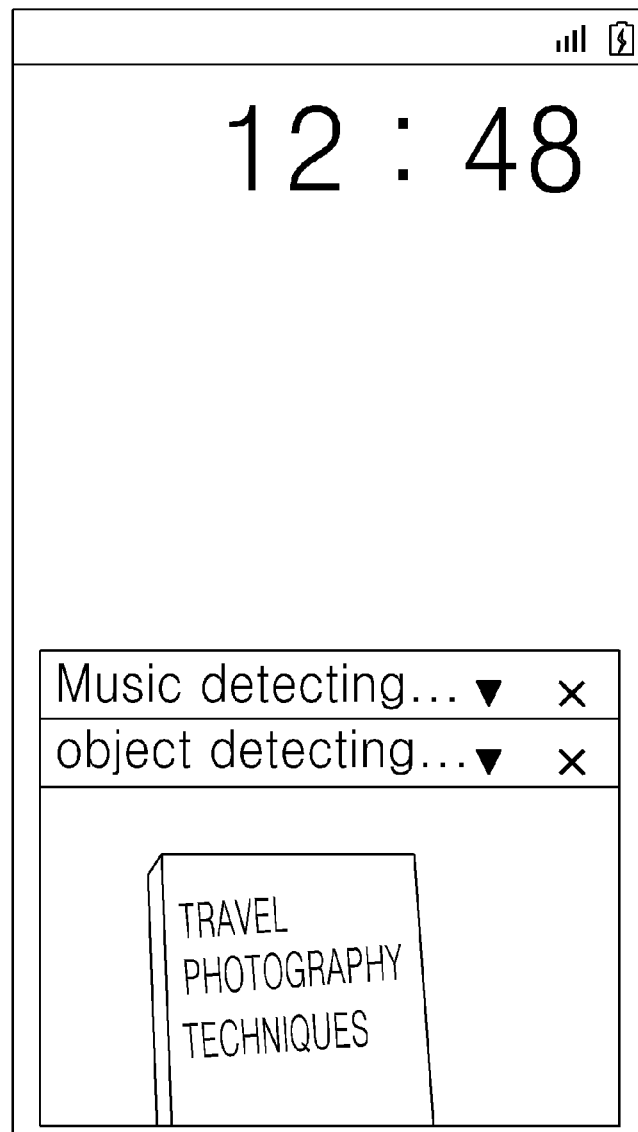 12 : 48
Music detecting...
object detecting...
TRAVEL
PHOTOGRAPHY
TECHNIQUES